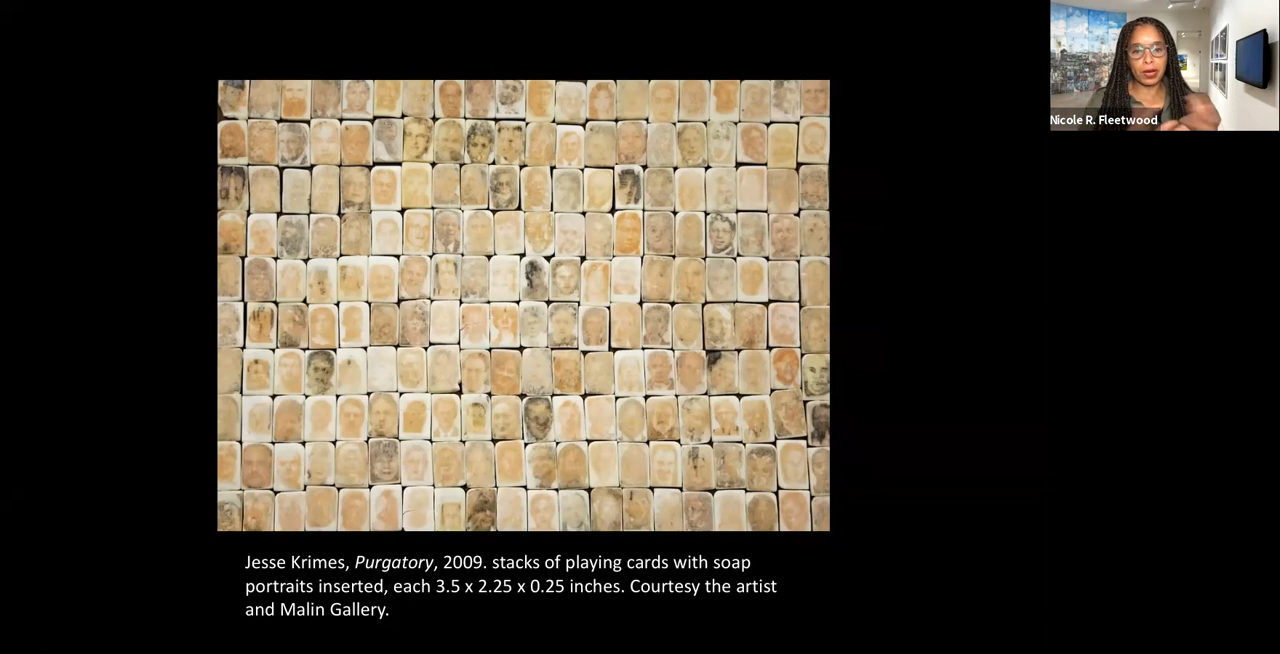 Nicole R. Fleetwood
Jesse Krimes, Purgatory, 2009. stacks of playing cards with soap
portraits inserted, each 3.5 x 2.25 x 0.25 inches. Courtesy the artist
and Malin Gallery.